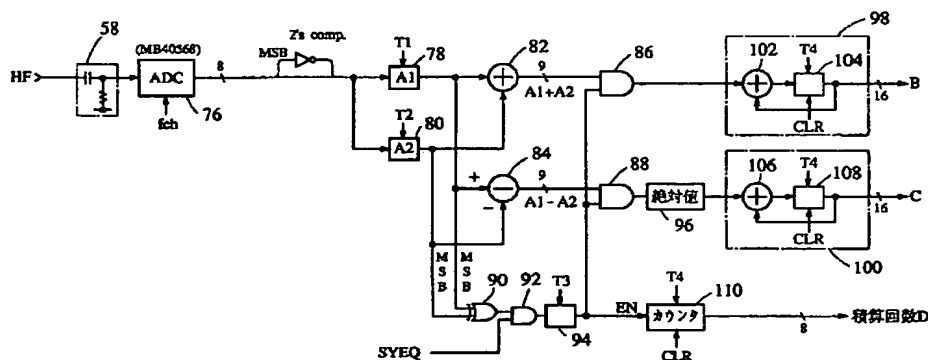 58
(MB40368)
2's comp.
MSB
T1
78
82
86
98
102
T4
104
HF
ADC
8
A1
9
A1+A2
B
16
CLR
fch
76
T2
80
A2
84
9
A1−A2
88
絶対値
96
106
T4
108
C
16
CLR
100
+
−
MSB
MSB
90
92
T3
94
T4
110
EN
カウンタ
8
積算回数D
SYEQ
CLR